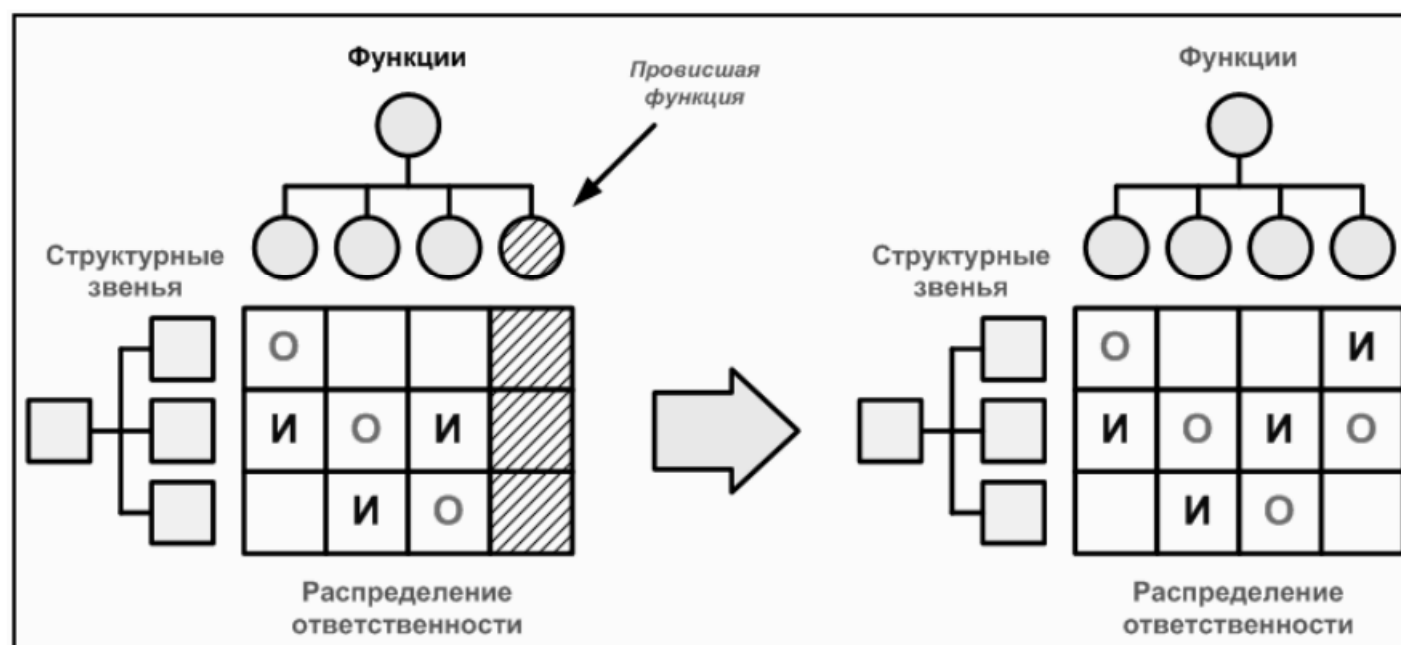 Функции
Провисшая
функция
Структурные
звенья
О
И О И
И О
Распределение
ответственности
Функции
Структурные
звенья
О И
И О И О
И О
Распределение
ответственности